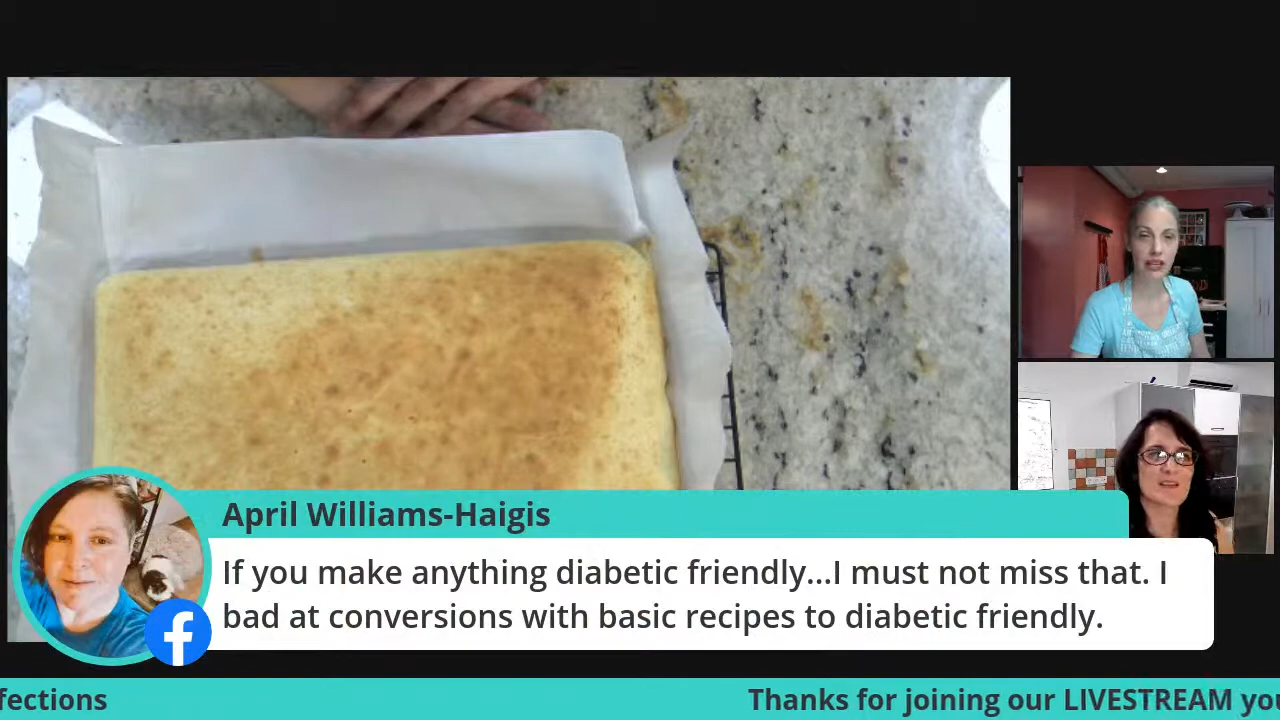 April Williams-Haigis
If you make anything diabetic friendly...I must not miss that. I
bad at conversions with basic recipes to diabetic friendly.
fections
Thanks for joining our LIVESTREAM you